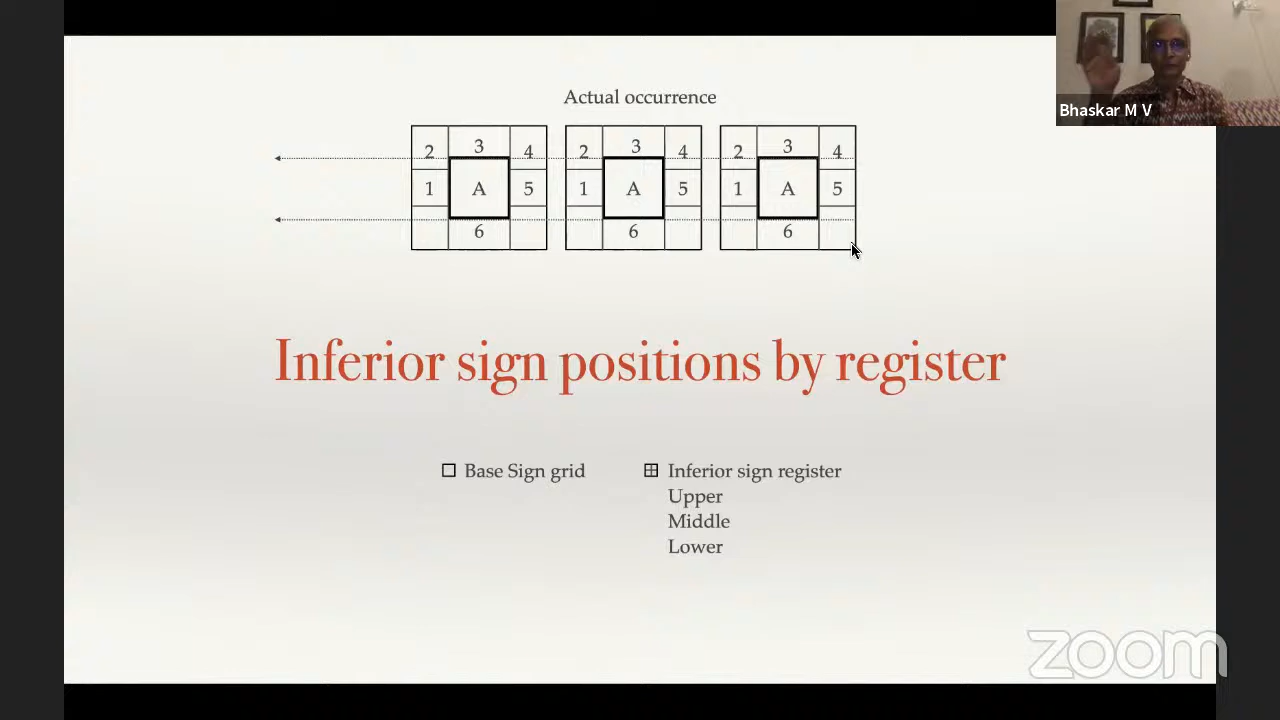 Actual occurrence
2 3 4 2 3 4 2 3 4
1 A 5 1 A 5 1 A 5
6 6 6
Inferior sign positions by register
Base Sign grid
Inferior sign register
Upper
Middle
Lower
Bhaskar M V
zoom